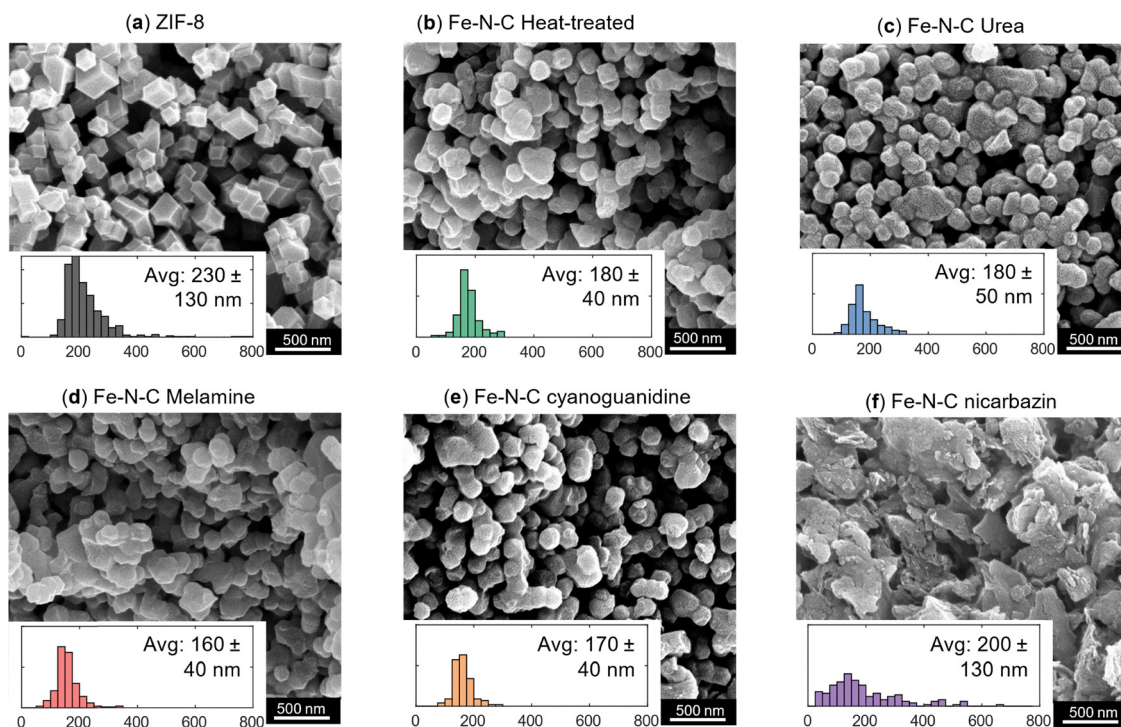 (a) ZIF-8
(b) Fe-N-C Heat-treated
(c) Fe-N-C Urea
Avg: 230 ±
130 nm
0 200 400 600 800
500 nm
Avg: 180 ±
40 nm
0 200 400 600 800
500 nm
Avg: 180 ±
50 nm
0 200 400 600 800
500 nm
(d) Fe-N-C Melamine
(e) Fe-N-C cyanoguanidine
(f) Fe-N-C nicarbazin
Avg: 160 ±
40 nm
0 200 400 600 800
500 nm
Avg: 170 ±
40 nm
0 200 400 600 800
500 nm
Avg: 200 ±
130 nm
0 200 400 600 800
500 nm